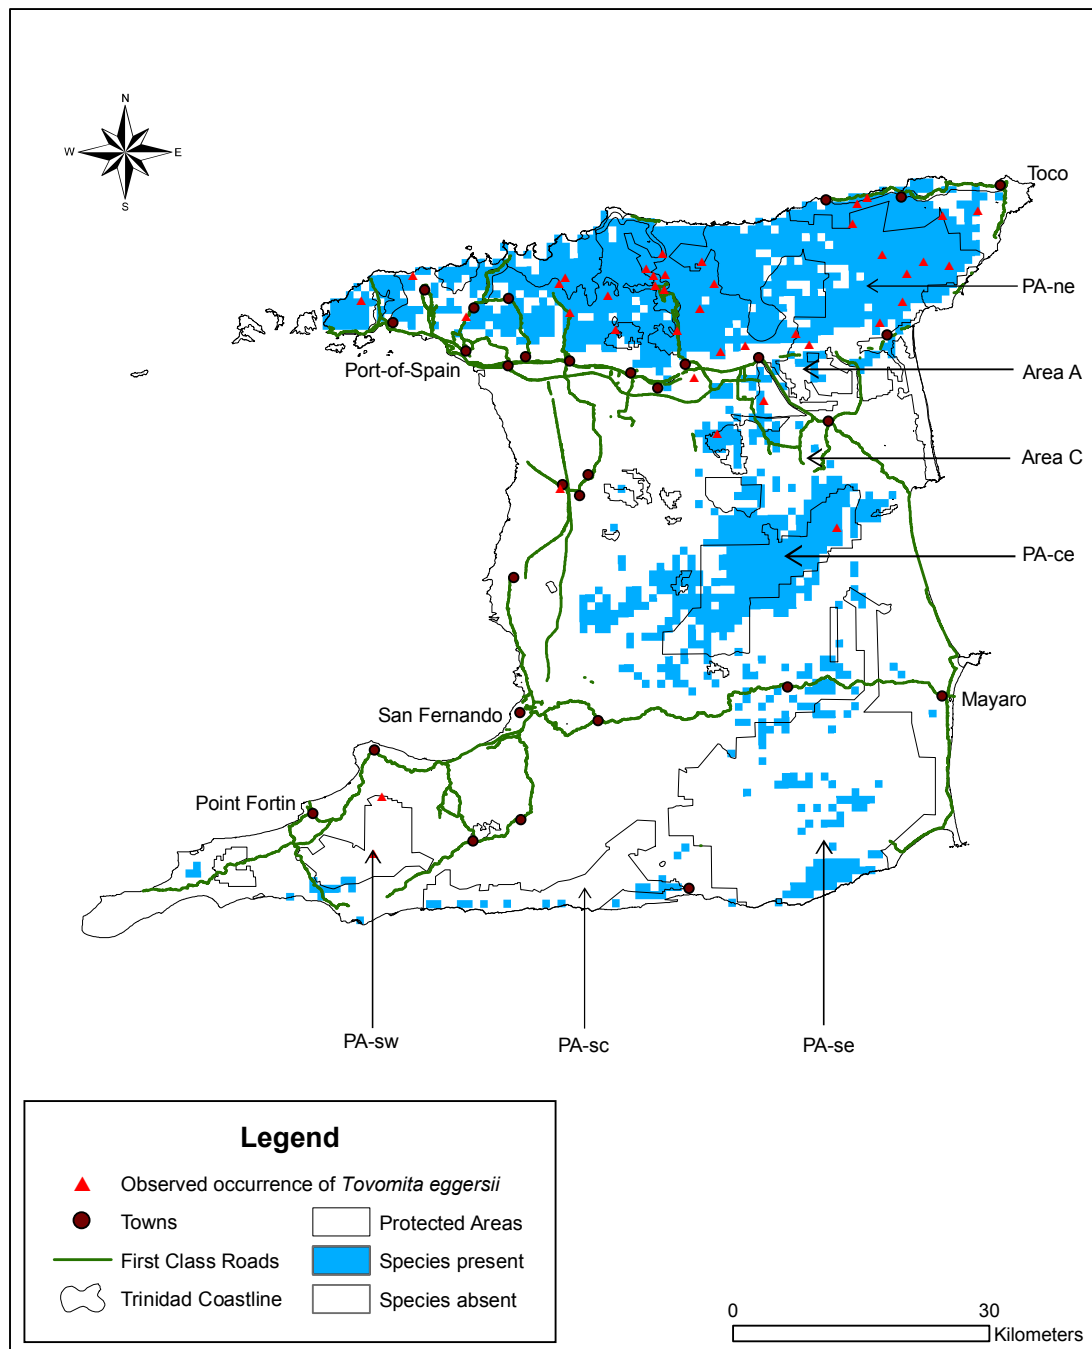 N
W
E
S
Toco
PA-ne
Port-of-Spain
Area A
Area C
PA-ce
San Fernando
Mayaro
Point Fortin
PA-sw
PA-sc
PA-se
Legend
Observed occurrence of Tovomita eggersii
Towns
Protected Areas
First Class Roads
Species present
Trinidad Coastline
Species absent
0
30
Kilometers